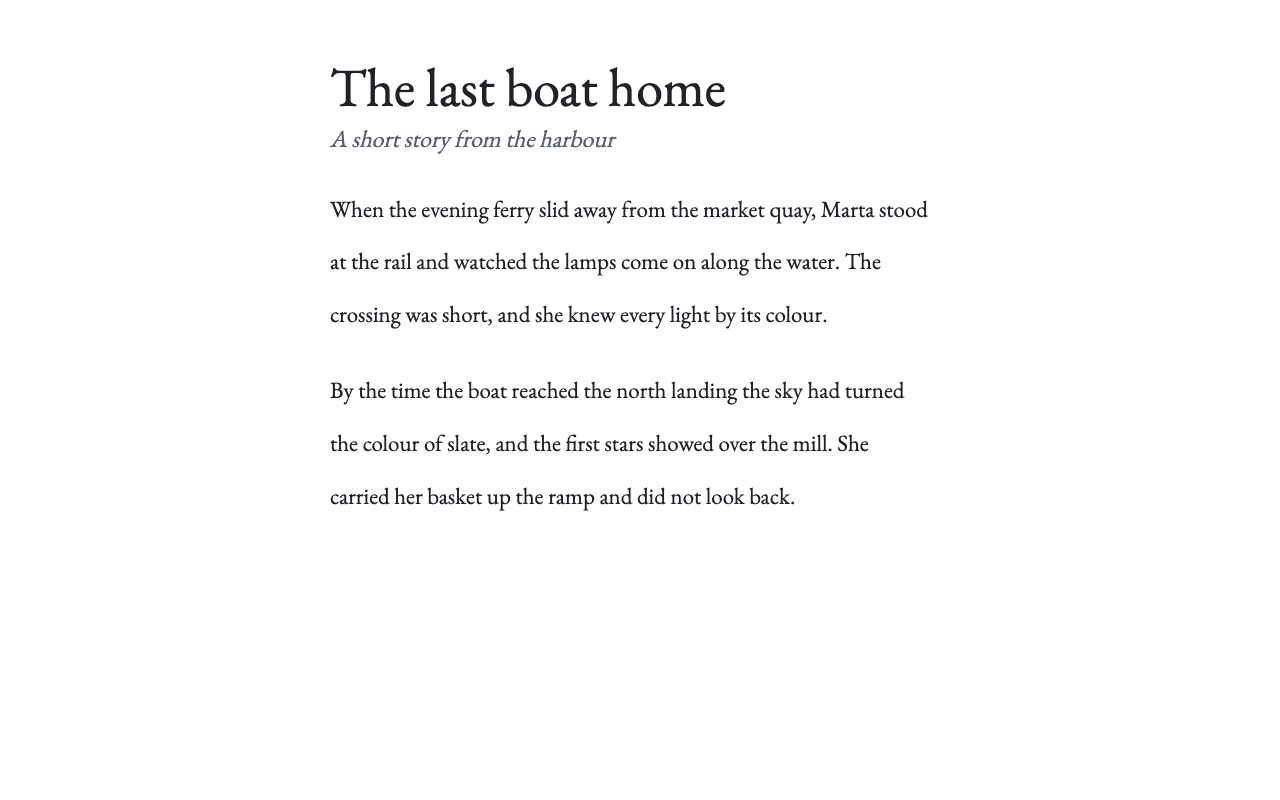 The last boat home
A short story from the harbour
When the evening ferry slid away from the market quay, Marta stood
at the rail and watched the lamps come on along the water. The
crossing was short, and she knew every light by its colour.
By the time the boat reached the north landing the sky had turned
the colour of slate, and the first stars showed over the mill. She
carried her basket up the ramp and did not look back.